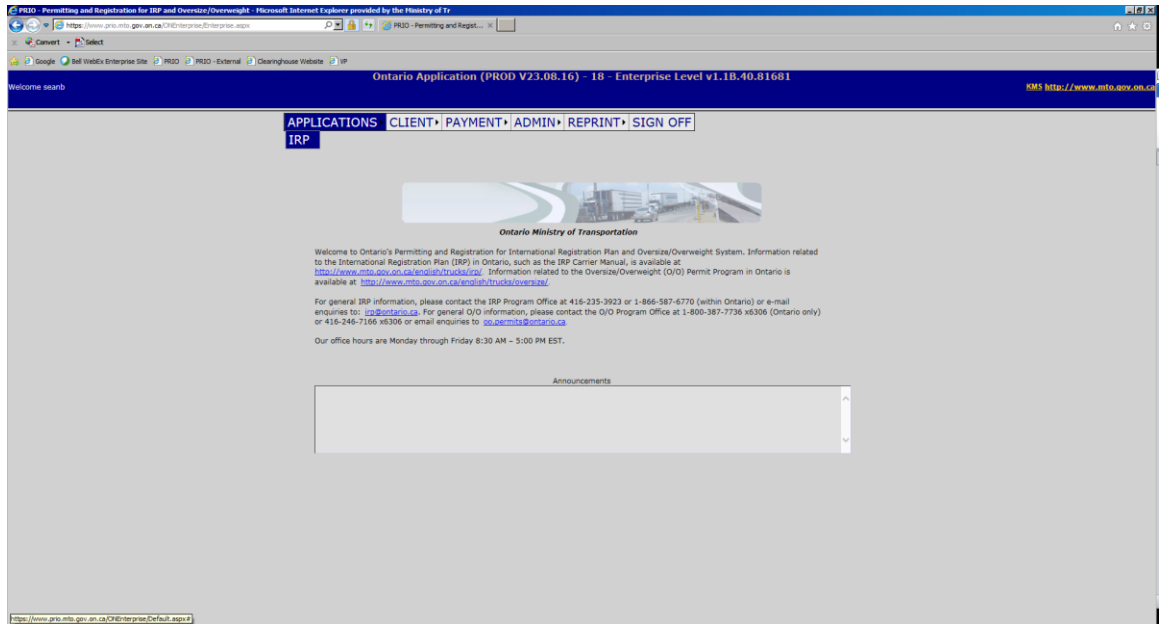 PRIO - Permitting and Registration for IRP and Oversize/Overweight - Microsoft Internet Explorer provided by the Ministry of Tr
https://www.prio.mto.gov.on.ca/ONEnterprise/Enterprise.aspx
PRIO - Permitting and Regist...
Convert Select
Google Bell WebEx Enterprise Site PRIO PRIO - External Clearinghouse Website VP
Ontario Application (PROD V23.08.16) - 18 - Enterprise Level v1.1B.40.81681
Welcome seanb
KMS http://www.mto.gov.on.ca
APPLICATIONS CLIENT PAYMENT ADMIN REPRINT SIGN OFF
IRP
Ontario Ministry of Transportation
Welcome to Ontario's Permitting and Registration for International Registration Plan and Oversize/Overweight System. Information related
to the International Registration Plan (IRP) in Ontario, such as the IRP Carrier Manual, is available at
http://www.mto.gov.on.ca/english/trucks/irp/. Information related to the Oversize/Overweight (O/O) Permit Program in Ontario is
available at http://www.mto.gov.on.ca/english/trucks/oversize/.
For general IRP information, please contact the IRP Program Office at 416-235-3923 or 1-866-587-6770 (within Ontario) or e-mail
enquiries to: irp@ontario.ca. For general O/O information, please contact the O/O Program Office at 1-800-387-7736 x6306 (Ontario only)
or 416-246-7166 x6306 or email enquiries to oo.permits@ontario.ca.
Our office hours are Monday through Friday 8:30 AM – 5:00 PM EST.
Announcements
https://www.prio.mto.gov.on.ca/ONEnterprise/Default.aspx#